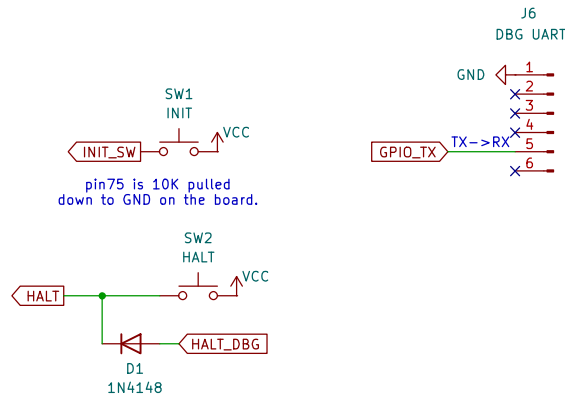 J6
DBG UART
GND
1
2
3
4
5
6
TX->RX
GPIO_TX
SW1
INIT
VCC
INIT_SW
pin75 is 10K pulled
down to GND on the board.
SW2
HALT
VCC
HALT
HALT_DBG
D1
1N4148